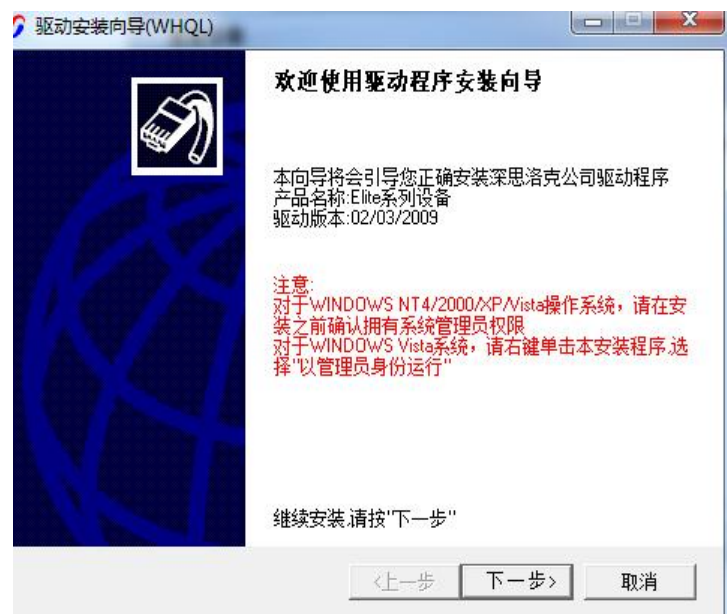 驱动安装向导(WHQL)
欢迎使用驱动程序安装向导
本向导将会引导您正确安装深思洛克公司驱动程序
产品名称:Elite系列设备
驱动版本:02/03/2009
注意:
对于WINDOWS NT4/2000/XP/Vista操作系统，请在安
装之前确认拥有系统管理员权限
对于WINDOWS Vista系统，请右键单击本安装程序,选
择"以管理员身份运行"
继续安装,请按"下一步"
<上一步
下一步>
取消